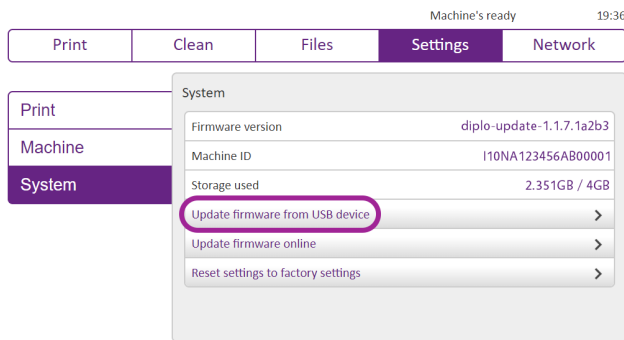 Machine's ready 19:36
Print Clean Files Settings Network
System
Print
Machine
System
Firmware version diplo-update-1.1.7.1a2b3
Machine ID I10NA123456AB00001
Storage used 2.351GB / 4GB
Update firmware from USB device
Update firmware online
Reset settings to factory settings